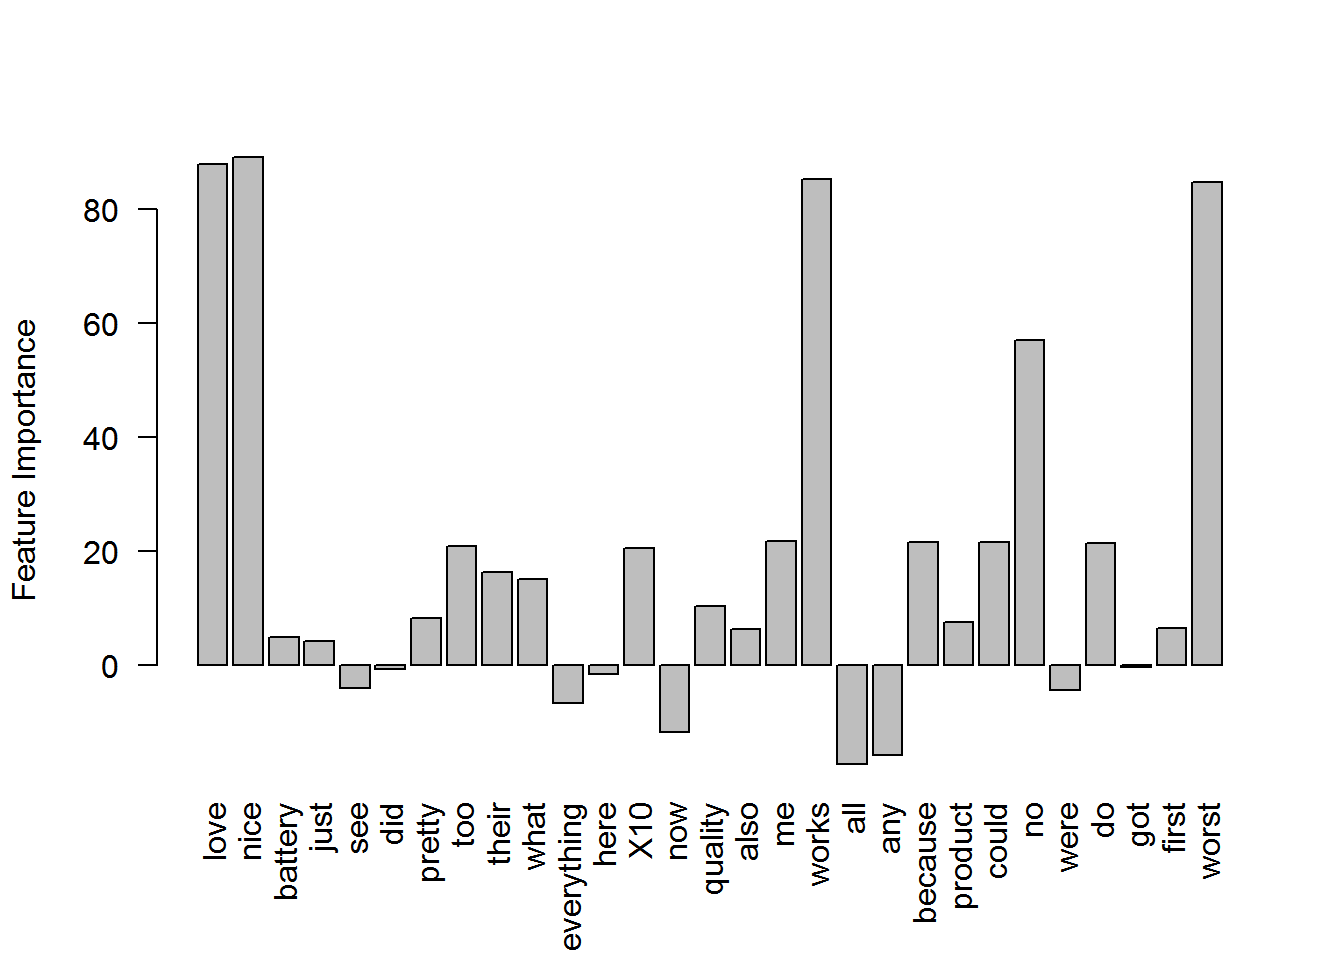 Feature Importance
80
60
40
20
0
love
nice
battery
just
see
did
pretty
too
their
what
everything
here
X10
now
quality
also
me
works
all
any
because
product
could
no
were
do
got
first
worst